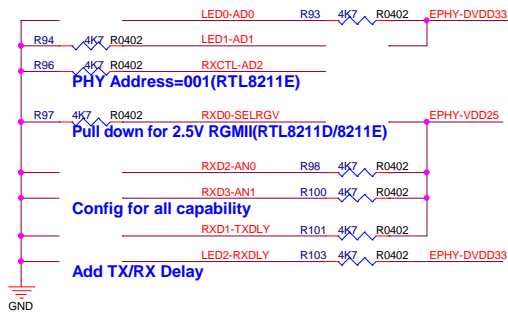 LED0-AD0 R93 4K7 R0402 EPHY-DVDD33
R94 4K7 R0402 LED1-AD1
R96 4K7 R0402 RXCTL-AD2
PHY Address=001(RTL8211E)
R97 4K7 R0402 RXD0-SELRGV EPHY-VDD25
Pull down for 2.5V RGMII(RTL8211D/8211E)
RXD2-AN0 R98 4K7 R0402
RXD3-AN1 R100 4K7 R0402
Config for all capability
RXD1-TXDLY R101 4K7 R0402
LED2-RXDLY R103 4K7 R0402 EPHY-DVDD33
Add TX/RX Delay
GND